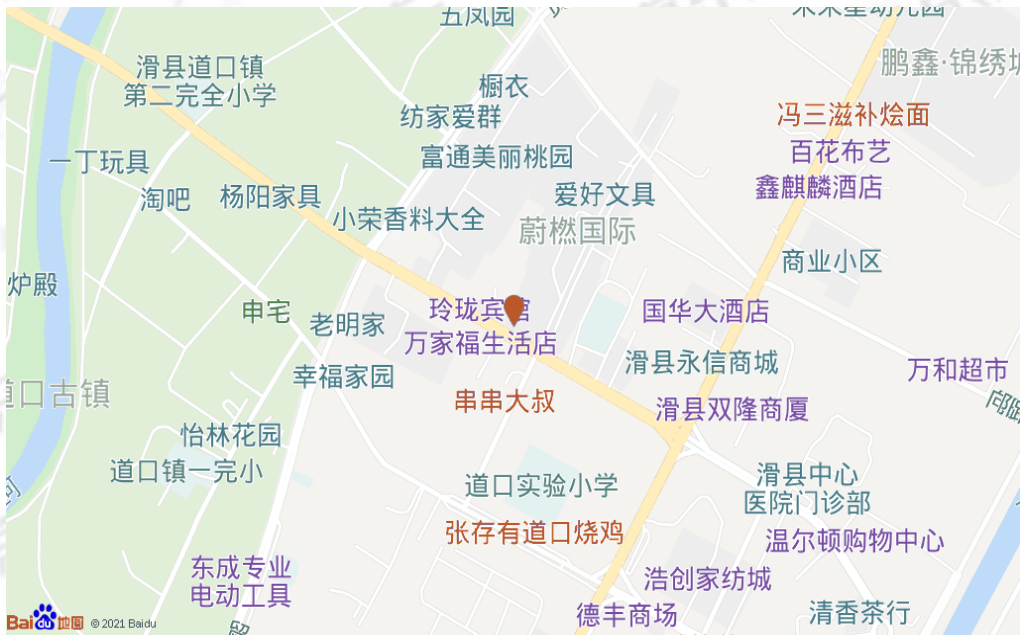 五凤园
未来星幼儿园
滑县道口镇
第二完全小学
橱衣
鹏鑫·锦绣城
纺家爱群
冯三滋补烩面
富通美丽桃园
百花布艺
一丁玩具
淘吧
杨阳家具
爱好文具
鑫麒麟酒店
小荣香料大全
蔚橪国际
商业小区
炉殿
申宅
老明家
玲珑宾馆
国华大酒店
万家福生活店
滑县永信商城
幸福家园
万和超市
道口古镇
串串大叔
滑县双隆商厦
怡林花园
道口镇一完小
道口实验小学
滑县中心
医院门诊部
河
张存有道口烧鸡
温尔顿购物中心
东成专业
电动工具
浩创家纺城
德丰商场
清香茶行
Bai du 地图 © 2021 Baidu